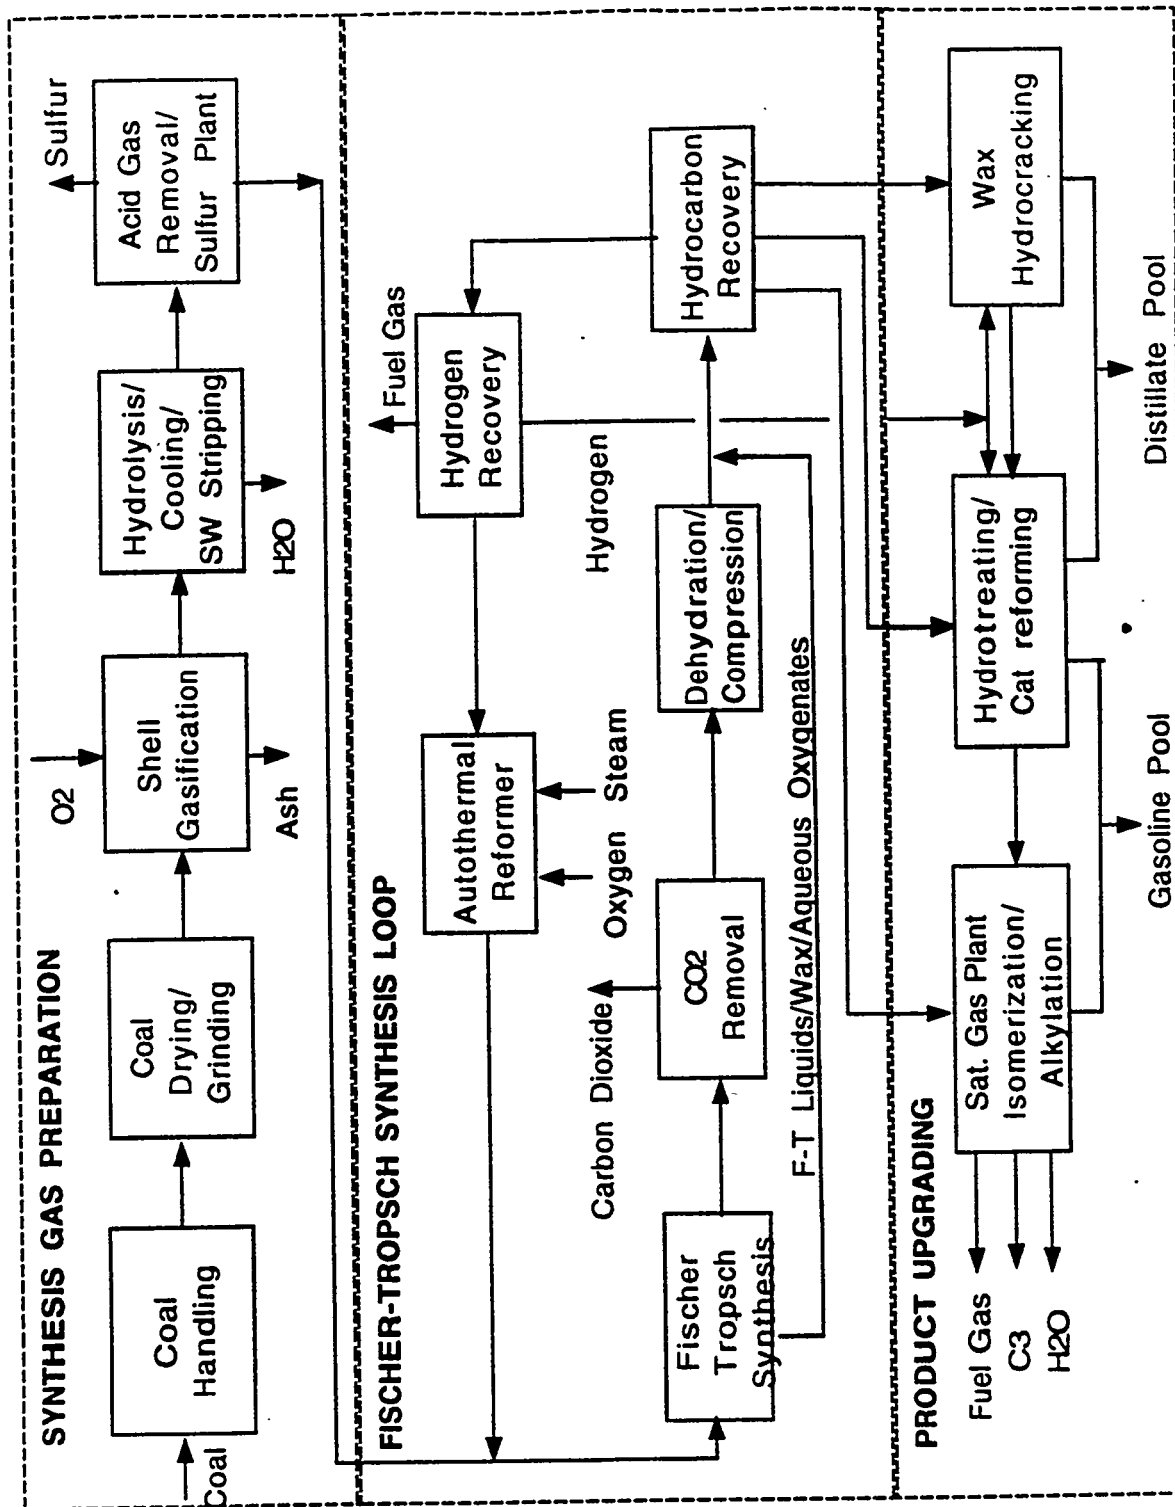 SYNTHESIS GAS PREPARATION
Coal
Coal
Handling
Coal
Drying/
Grinding
O2
Shell
Gasification
Ash
Hydrolysis/
Cooling/
SW Stripping
H2O
Sulfur
Acid Gas
Removal/
Sulfur Plant
FISCHER-TROPSCH SYNTHESIS LOOP
Autothermal
Reformer
Oxygen
Steam
Fuel Gas
Hydrogen
Recovery
Hydrogen
Carbon Dioxide
Fischer
Tropsch
Synthesis
CO2
Removal
Dehydration/
Compression
Hydrocarbon
Recovery
F-T Liquids/Wax/Aqueous Oxygenates
PRODUCT UPGRADING
Fuel Gas
C3
H2O
Sat. Gas Plant
Isomerization/
Alkylation
Hydrotreating/
Cat reforming
Wax
Hydrocracking
Gasoline Pool
Distillate Pool